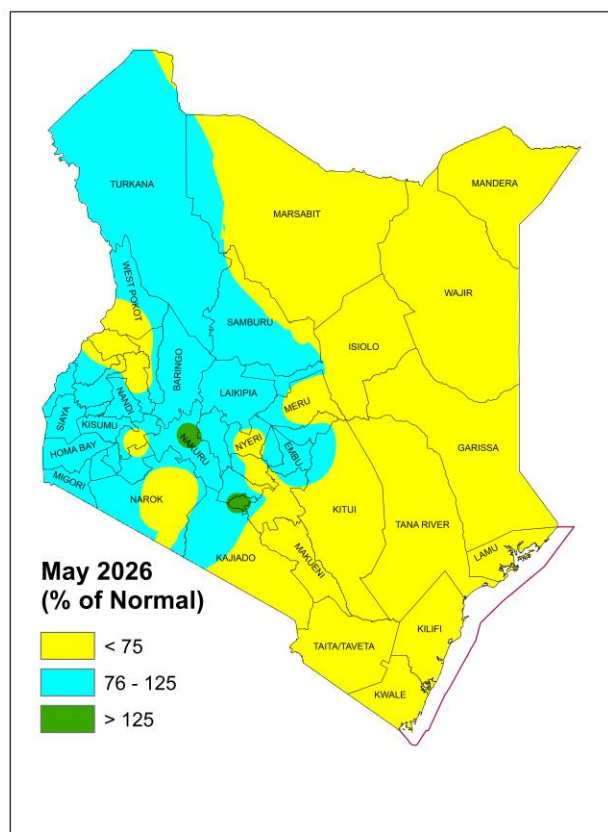 MANDERA
TURKANA
MARSABIT
WAJIR
WEST POKOT
SAMBURU
ISIOLO
BARINGO
LAIKIPIA
MERU
NANDI
SIAYA
KISUMU
NAKURU
NYERI
EMBU
GARISSA
HOMA BAY
MIGORI
NAROK
KITUI
TANA RIVER
LAMU
KAJIADO
MAKUENI
KILIFI
TAITA/TAVETA
KWALE
May 2026
(% of Normal)
< 75
76 - 125
> 125